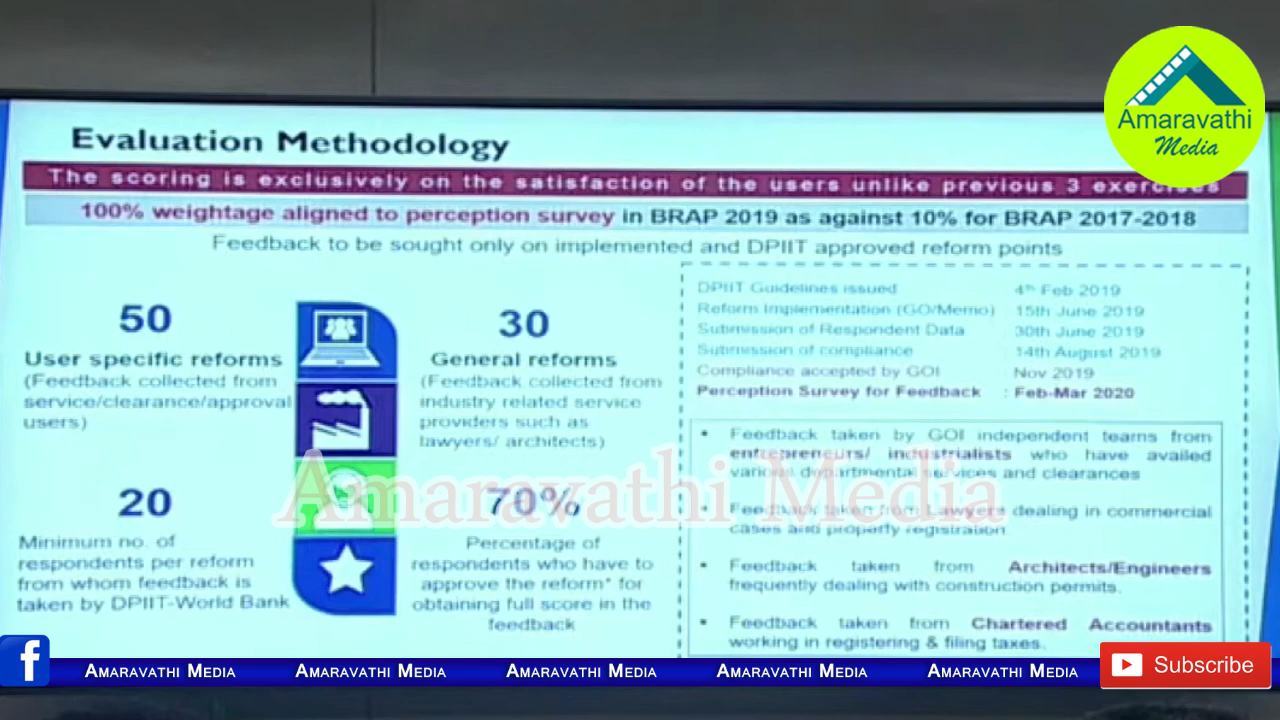 Amaravathi
Media
Evaluation Methodology
The scoring is exclusively on the satisfaction of the users unlike previous 3 exercises
100% weightage aligned to perception survey in BRAP 2019 as against 10% for BRAP 2017-2018
Feedback to be sought only on implemented and DPIIT approved reform points
50
User specific reforms
(Feedback collected from
service/clearance/approval
users)
30
General reforms
(Feedback collected from
industry related service
providers such as
lawyers/ architects)
20
Minimum no. of
respondents per reform
from whom feedback is
taken by DPIIT-World Bank
70%
Percentage of
respondents who have to
approve the reform* for
obtaining full score in the
feedback
DPIIT Guidelines issued : 4th Feb 2019
Reform Implementation (GO/Memo) : 15th June 2019
Submission of Respondent Data : 30th June 2019
Submission of compliance : 14th August 2019
Compliance accepted by GOI : Nov 2019
Perception Survey for Feedback : Feb-Mar 2020
• Feedback taken by GOI independent teams from
entrepreneurs/ industrialists who have availed
various departmental services and clearances
• Feedback taken from Lawyers dealing in commercial
cases and property registration
• Feedback taken from Architects/Engineers
frequently dealing with construction permits.
• Feedback taken from Chartered Accountants
working in registering & filing taxes.
Amaravathi Media
f
Amaravathi Media Amaravathi Media Amaravathi Media Amaravathi Media Amaravathi Media
Subscribe